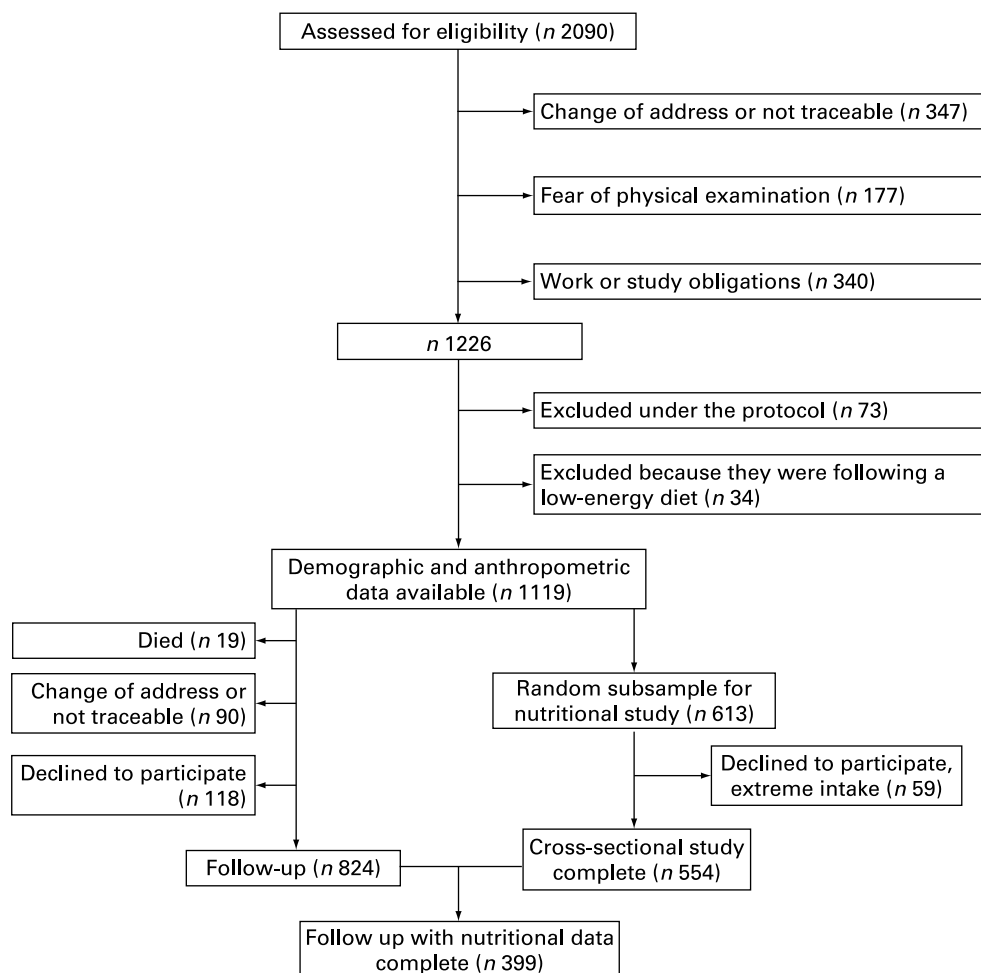 Assessed for eligibility (n 2090)
Change of address or not traceable (n 347)
Fear of physical examination (n 177)
Work or study obligations (n 340)
n 1226
Excluded under the protocol (n 73)
Excluded because they were following a
low-energy diet (n 34)
Demographic and anthropometric
data available (n 1119)
Died (n 19)
Change of address or
not traceable (n 90)
Declined to participate
(n 118)
Random subsample for
nutritional study (n 613)
Declined to participate,
extreme intake (n 59)
Follow-up (n 824)
Cross-sectional study
complete (n 554)
Follow up with nutritional data
complete (n 399)